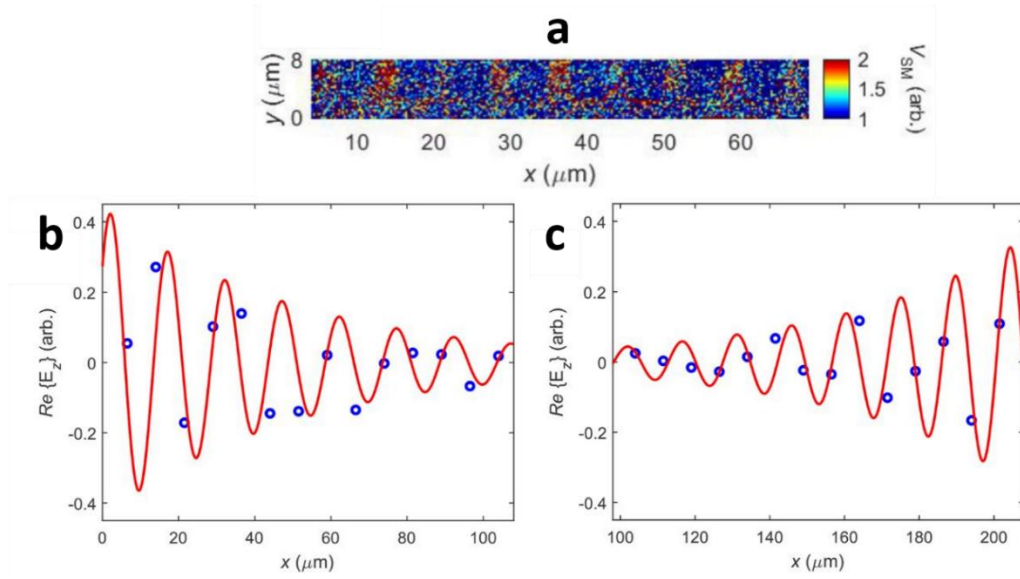 a
8
0
y (μm)
10 20 30 40 50 60
x (μm)
2
1.5
1
V_SM (arb.)
b
0.4
0.2
0
-0.2
-0.4
Re {E_z} (arb.)
0 20 40 60 80 100
x (μm)
c
0.4
0.2
0
-0.2
-0.4
Re {E_z} (arb.)
100 120 140 160 180 200
x (μm)